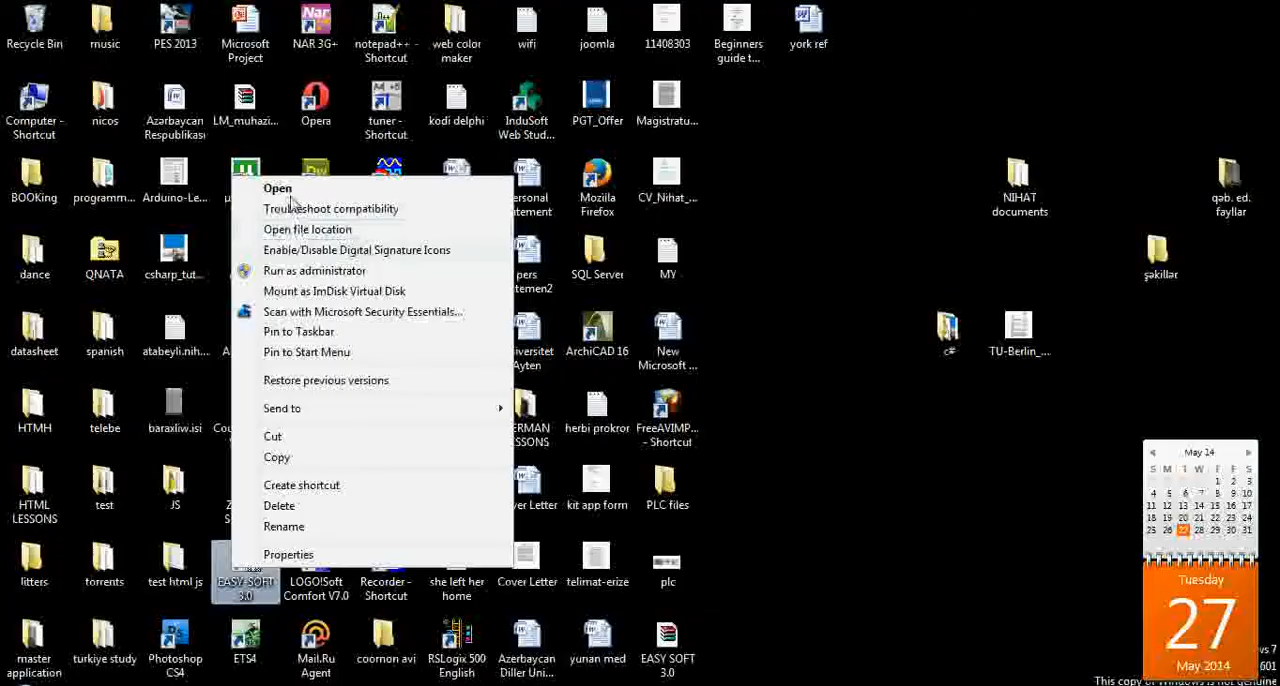 Recycle Bin
music
PES 2013
Microsoft
Project
NAR 3G+
notepad++ -
Shortcut
web color
maker
wifi
joomla
11408303
Beginners
guide t...
york ref
Computer -
Shortcut
nicos
Azərbaycan
Respublikası
LM_muhazi...
Opera
tuner -
Shortcut
kodi delphi
InduSoft
Web Stud...
PGT_Offer
Magistratu...
BOOKing
programm...
Arduino-Le...
Mozilla
Firefox
CV_Nihat_...
NIHAT
documents
qəb. ed.
fayllar
dance
QNATA
csharp_tut...
pers
SQL Server
MY
şəkillər
datasheet
spanish
atabeyli.nih...
Ayten
ArchiCAD 16
New
Microsoft ...
c#
TU-Berlin_...
HTMH
telebe
baraxliw.isi
herbi prokror
FreeAVIMP...
- Shortcut
HTML
LESSONS
test
JS
kit app form
PLC files
litters
torrents
test html js
EASY-SOFT
3.0
LOGO!Soft
Comfort V7.0
Recorder -
Shortcut
she left her
home
Cover Letter
telimat-erize
plc
master
application
turkiye study
Photoshop
CS4
ETS4
Mail.Ru
Agent
coornon avi
RSLogix 500
English
Azerbaycan
Diller Uni...
yunan med
EASY SOFT
3.0
Open
Troubleshoot compatibility
Open file location
Enable/Disable Digital Signature Icons
Run as administrator
Mount as ImDisk Virtual Disk
Scan with Microsoft Security Essentials...
Pin to Taskbar
Pin to Start Menu
Restore previous versions
Send to
Cut
Copy
Create shortcut
Delete
Rename
Properties
May 14
S M T W T F S
1 2 3
4 5 6 7 8 9 10
11 12 13 14 15 16 17
18 19 20 21 22 23 24
25 26 27 28 29 30 31
Tuesday
27
May 2014
601
This copy of Windows is not genuine